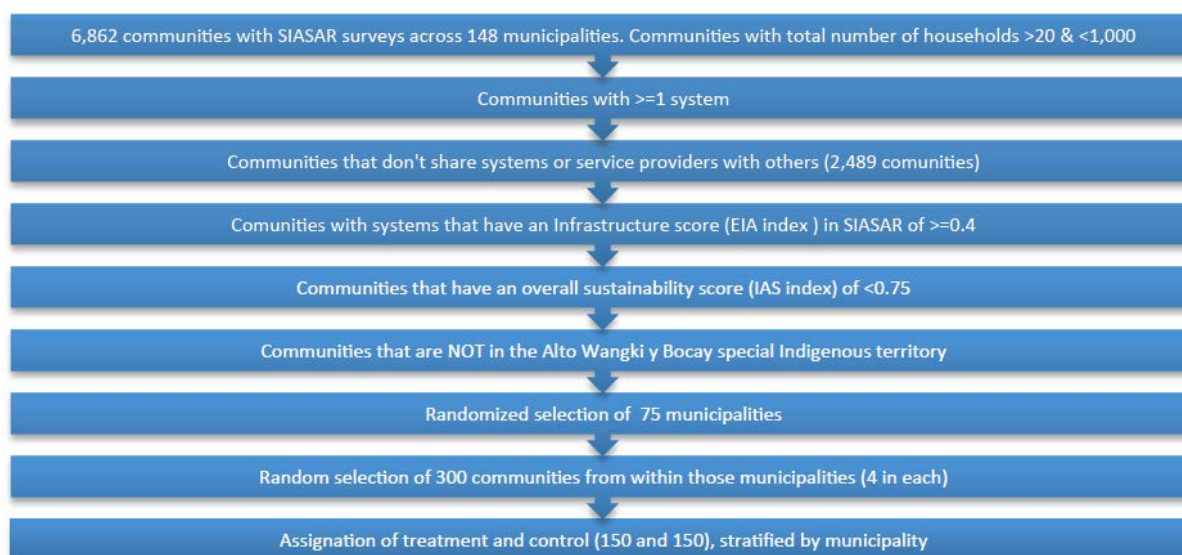 6,862 communities with SIASAR surveys across 148 municipalities. Communities with total number of households >20 & <1,000
Communities with >=1 system
Communities that don't share systems or service providers with others (2,489 comunities)
Comunities with systems that have an Infrastructure score (EIA index ) in SIASAR of >=0.4
Communities that have an overall sustainability score (IAS index) of <0.75
Communities that are NOT in the Alto Wangki y Bocay special Indigenous territory
Randomized selection of 75 municipalities
Random selection of 300 communities from within those municipalities (4 in each)
Assignation of treatment and control (150 and 150), stratified by municipality